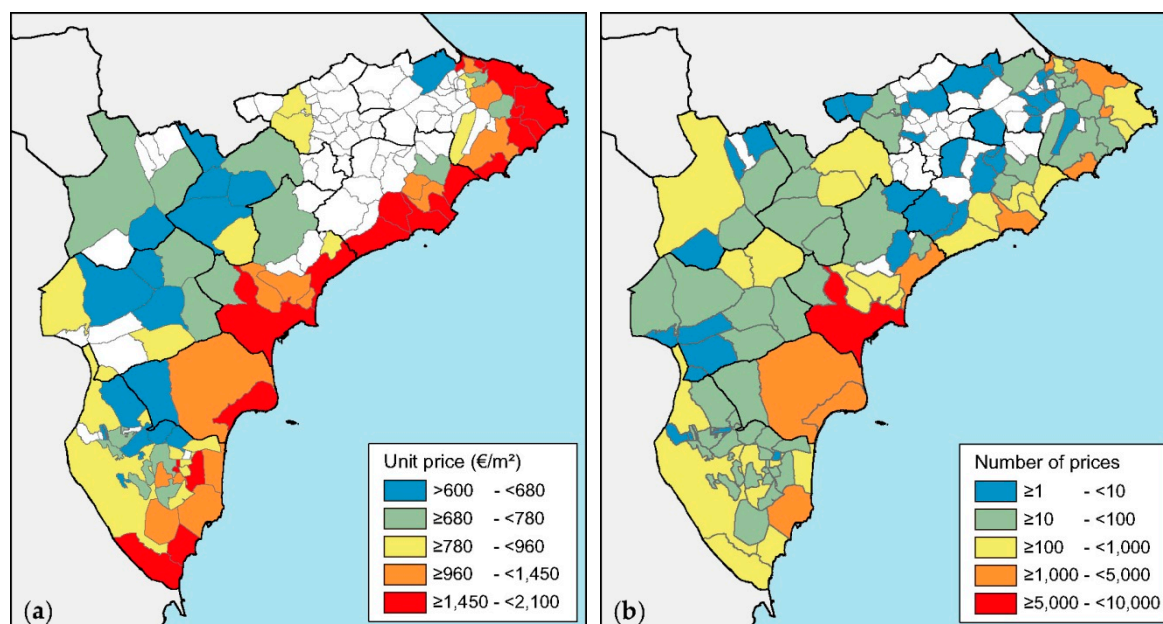 Unit price (€/m²)
>600 - <680
≥680 - <780
≥780 - <960
≥960 - <1,450
≥1,450 - <2,100
(a)
Number of prices
≥1 - <10
≥10 - <100
≥100 - <1,000
≥1,000 - <5,000
≥5,000 - <10,000
(b)